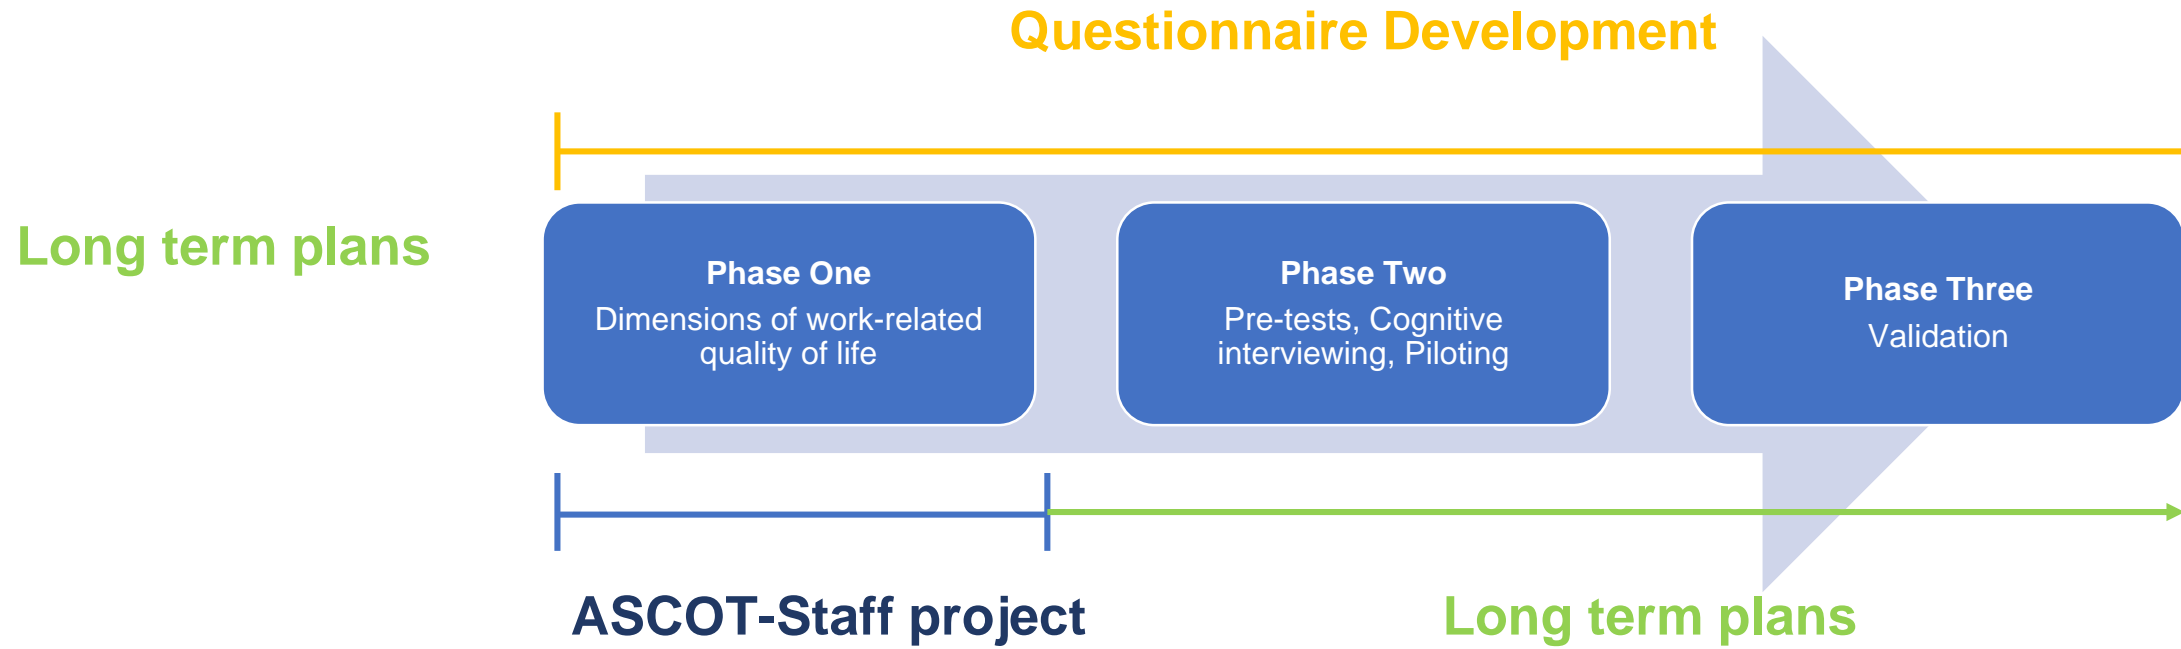 Questionnaire Development
Long term plans
Phase One
Dimensions of work-related
quality of life
Phase Two
Pre-tests, Cognitive
interviewing, Piloting
Phase Three
Validation
ASCOT-Staff project
Long term plans